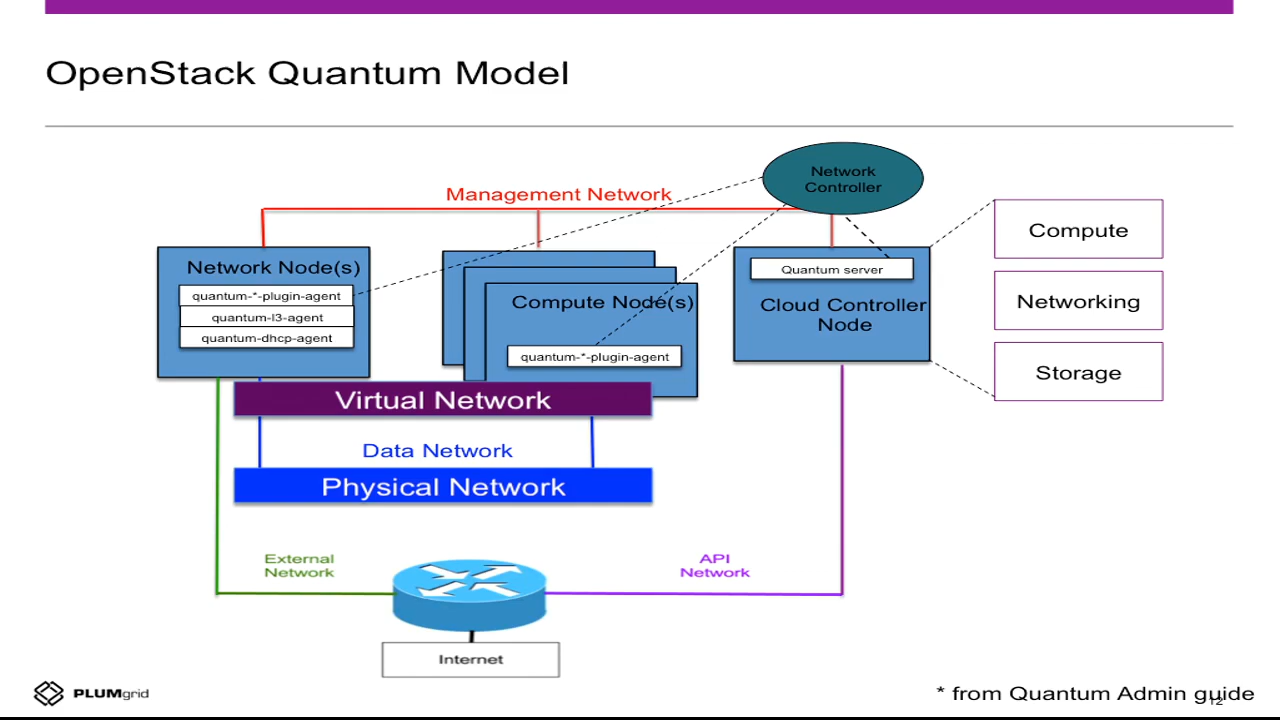 OpenStack Quantum Model
Network
Controller
Management Network
Network Node(s)
quantum-*-plugin-agent
quantum-l3-agent
quantum-dhcp-agent
Compute Node(s)
quantum-*-plugin-agent
Quantum server
Cloud Controller
Node
Compute
Networking
Storage
Virtual Network
Data Network
Physical Network
External
Network
API
Network
Internet
PLUMgrid
* from Quantum Admin guide
12